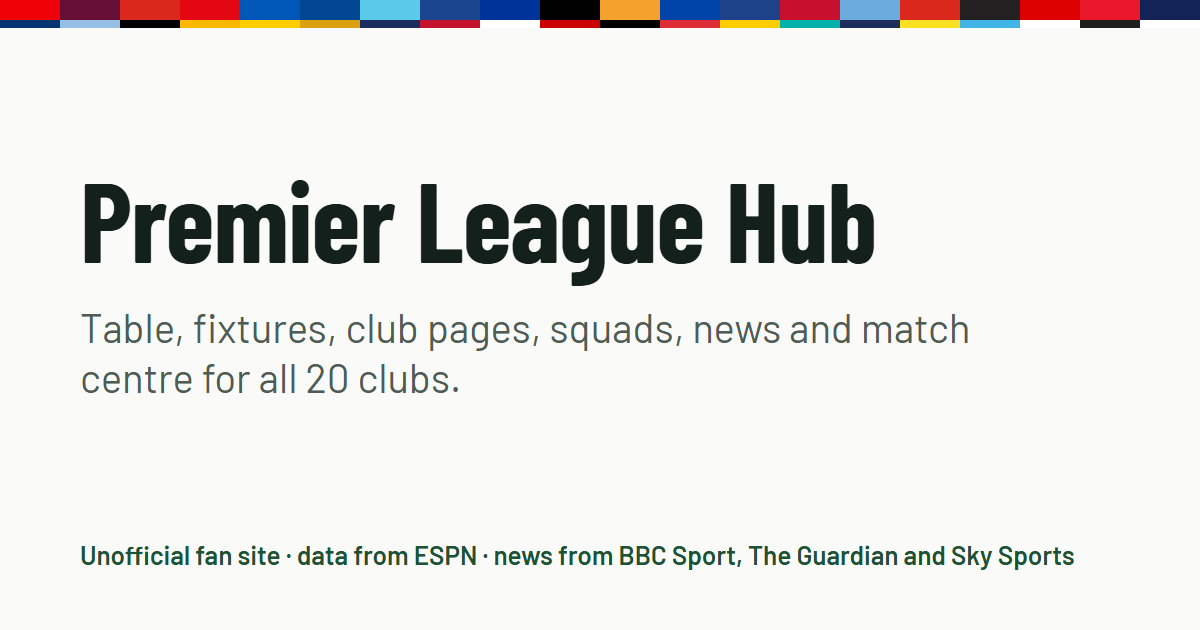 Premier League Hub
Table, fixtures, club pages, squads, news and match
centre for all 20 clubs.
Unofficial fan site · data from ESPN · news from BBC Sport, The Guardian and Sky Sports